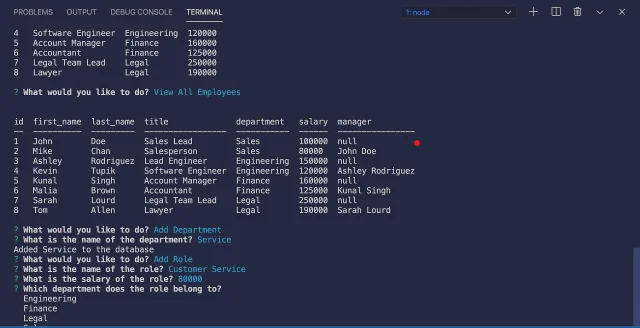 PROBLEMS OUTPUT DEBUG CONSOLE TERMINAL 1: node
4 Software Engineer Engineering 120000
5 Account Manager Finance 160000
6 Accountant Finance 125000
7 Legal Team Lead Legal 250000
8 Lawyer Legal 190000
? What would you like to do? View All Employees
id first_name last_name title department salary manager
1 John Doe Sales Lead Sales 100000 null
2 Mike Chan Salesperson Sales 80000 John Doe
3 Ashley Rodriguez Lead Engineer Engineering 150000 null
4 Kevin Tupik Software Engineer Engineering 120000 Ashley Rodriguez
5 Kunal Singh Account Manager Finance 160000 null
6 Malia Brown Accountant Finance 125000 Kunal Singh
7 Sarah Lourd Legal Team Lead Legal 250000 null
8 Tom Allen Lawyer Legal 190000 Sarah Lourd
? What would you like to do? Add Department
? What is the name of the department? Service
Added Service to the database
? What would you like to do? Add Role
? What is the name of the role? Customer Service
? What is the salary of the role? 80000
? Which department does the role belong to?
Engineering
Finance
Legal